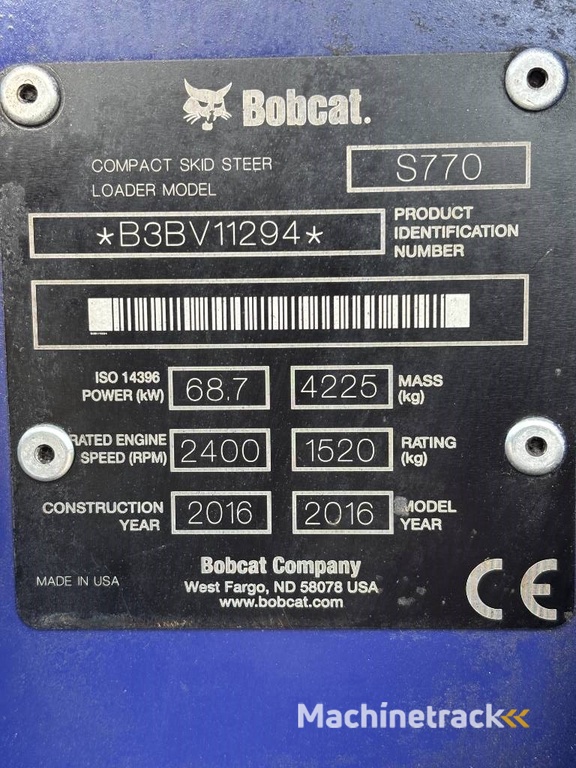 Bobcat.
COMPACT SKID STEER
LOADER MODEL
S770
*B3BV11294*
PRODUCT
IDENTIFICATION
NUMBER
ISO 14396
POWER (kW)
68.7
4225
MASS
(kg)
RATED ENGINE
SPEED (RPM)
2400
1520
RATING
(kg)
CONSTRUCTION
YEAR
2016
2016
MODEL
YEAR
Bobcat Company
West Fargo, ND 58078 USA
www.bobcat.com
MADE IN USA
CE
Machinetrack